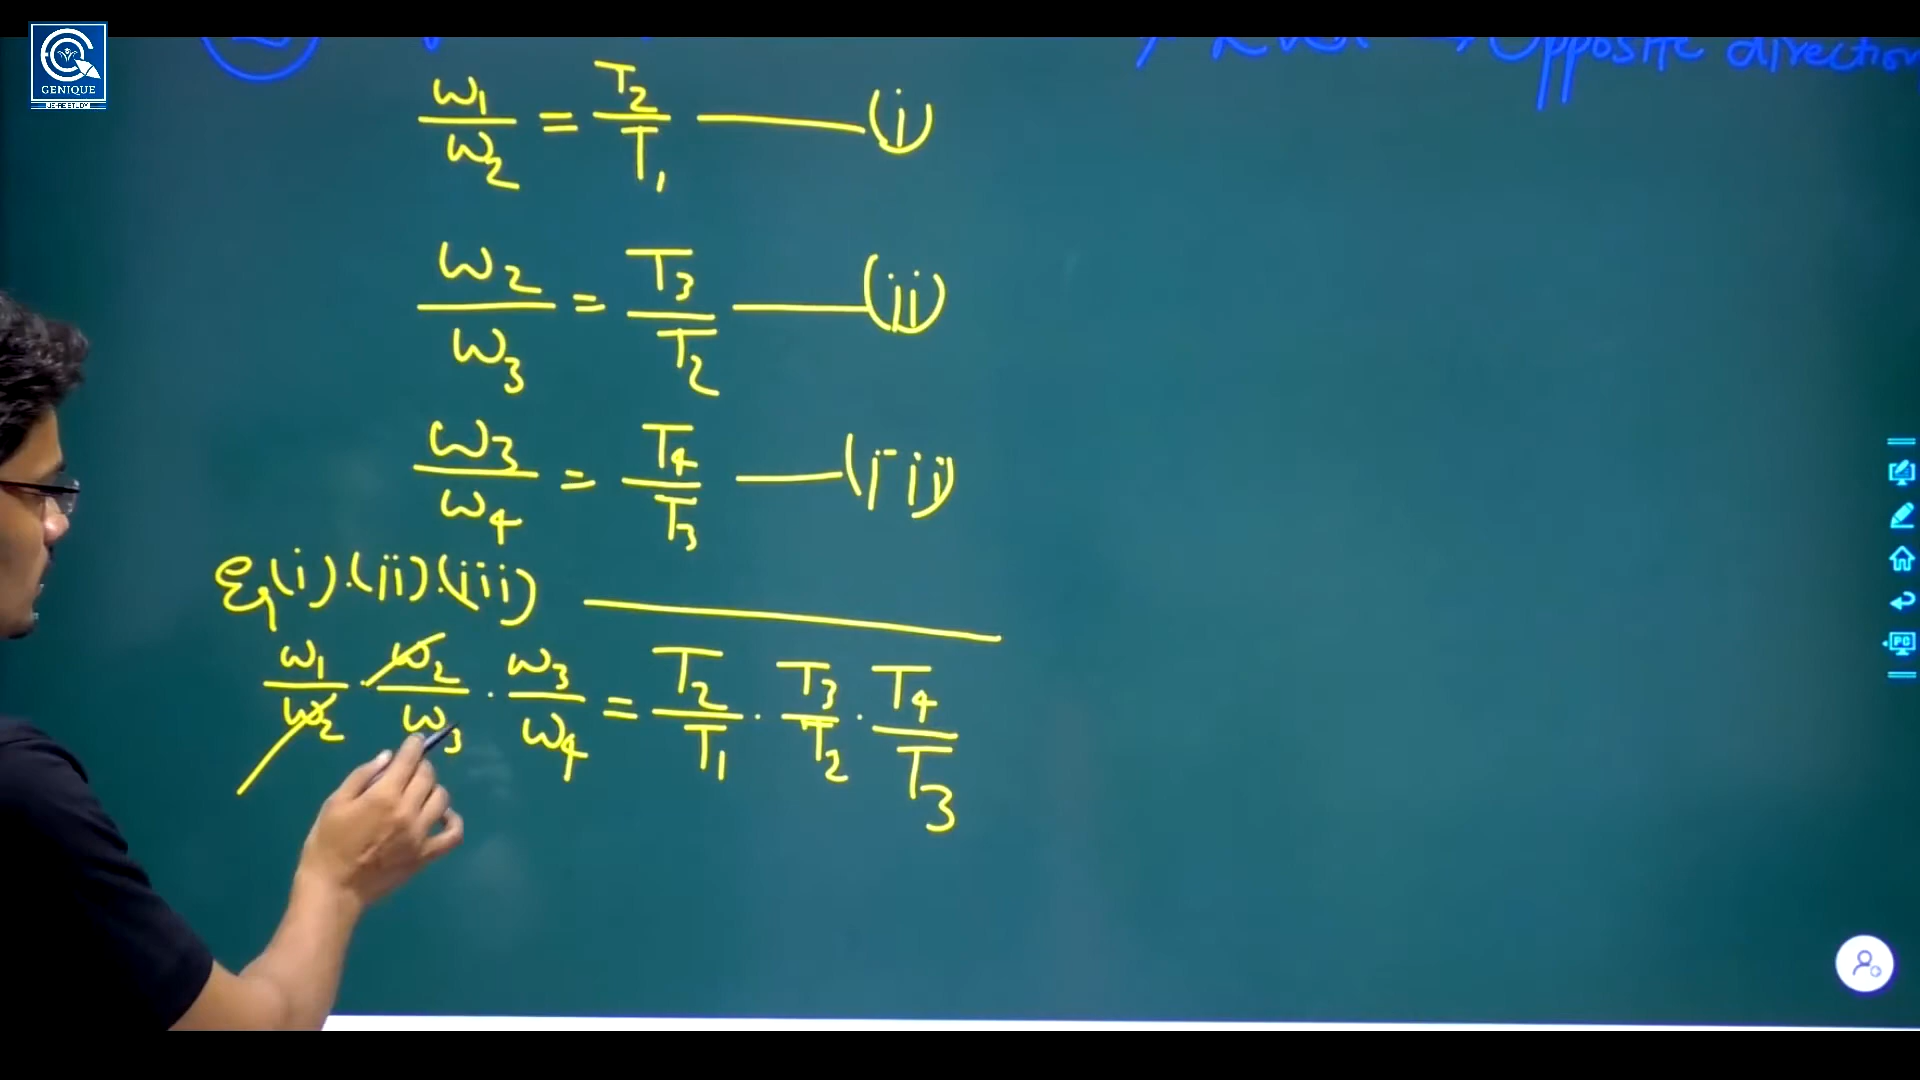 GENIQUE
Opposite direction
ω1/ω2 = T2/T1 —— (i)
ω2/ω3 = T3/T2 —— (ii)
ω3/ω4 = T4/T3 —— (iii)
Eq (i).(ii).(iii)
ω1/ω2 · ω2/ω3 · ω3/ω4 = T2/T1 · T3/T2 · T4/T3
PC